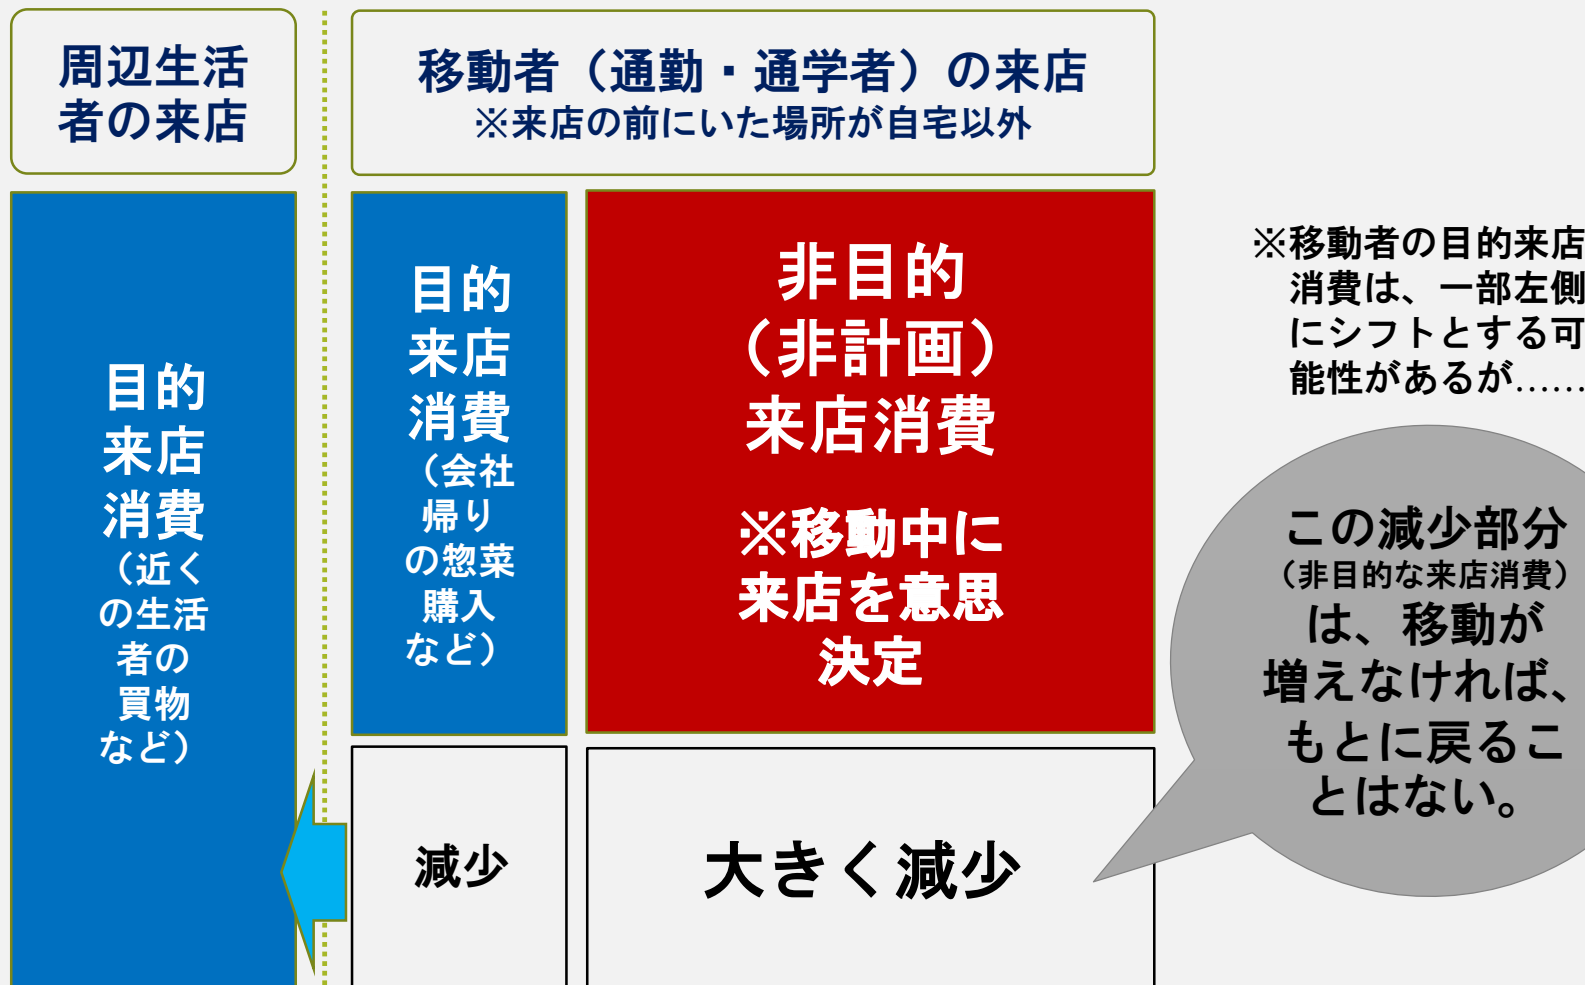 周辺生活
者の来店
移動者（通勤・通学者）の来店
※来店の前にいた場所が自宅以外
目的
来店
消費
（近く
の生活
者の
買物
など）
目的
来店
消費
（会社
帰り
の惣菜
購入
など）
非目的
（非計画）
来店消費
※移動中に
来店を意思
決定
減少
大きく減少
※移動者の目的来店
消費は、一部左側
にシフトとする可
能性があるが……
この減少部分
（非目的な来店消費）
は、移動が
増えなければ、
もとに戻るこ
とはない。